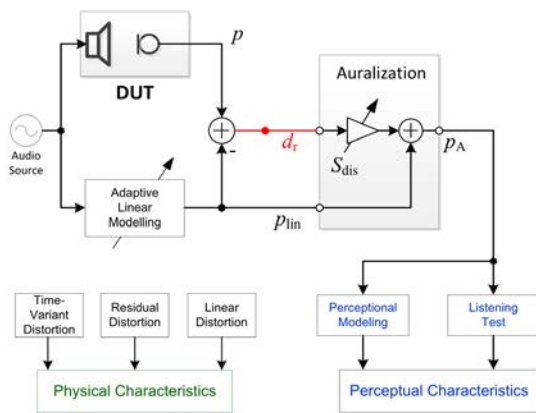 p
DUT
Auralization
Audio
Source
-
d_r
S_dis
p_A
Adaptive
Linear
Modelling
p_lin
Time-
Variant
Distortion
Residual
Distortion
Linear
Distortion
Perceptional
Modeling
Listening
Test
Physical Characteristics
Perceptual Characteristics